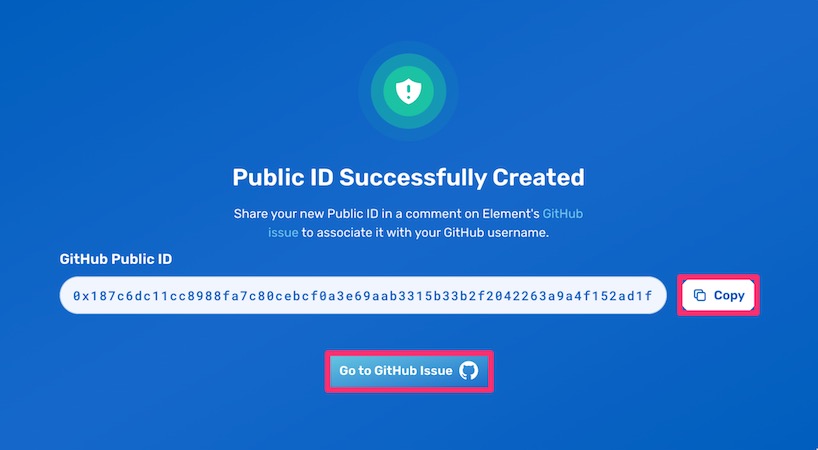 Public ID Successfully Created
Share your new Public ID in a comment on Element's GitHub
issue to associate it with your GitHub username.
GitHub Public ID
0x187c6dc11cc8988fa7c80cebcf0a3e69aab3315b33b2f2042263a9a4f152ad1f
Copy
Go to GitHub Issue